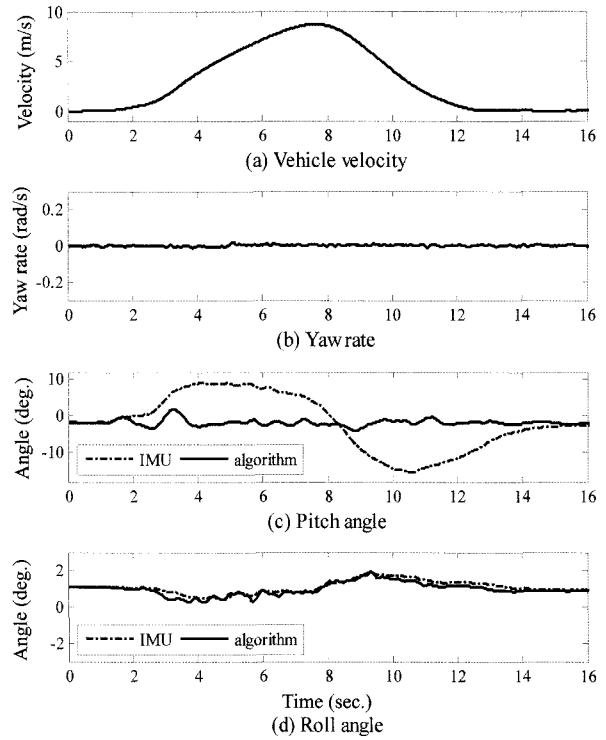 10
5
0
Velocity (m/s)
0 2 4 6 8 10 12 14 16
(a) Vehicle velocity
0.2
0
-0.2
Yaw rate (rad/s)
0 2 4 6 8 10 12 14 16
(b) Yaw rate
10
0
-10
Angle (deg.)
IMU algorithm
0 2 4 6 8 10 12 14 16
(c) Pitch angle
2
0
-2
Angle (deg.)
IMU algorithm
0 2 4 6 8 10 12 14 16
Time (sec.)
(d) Roll angle